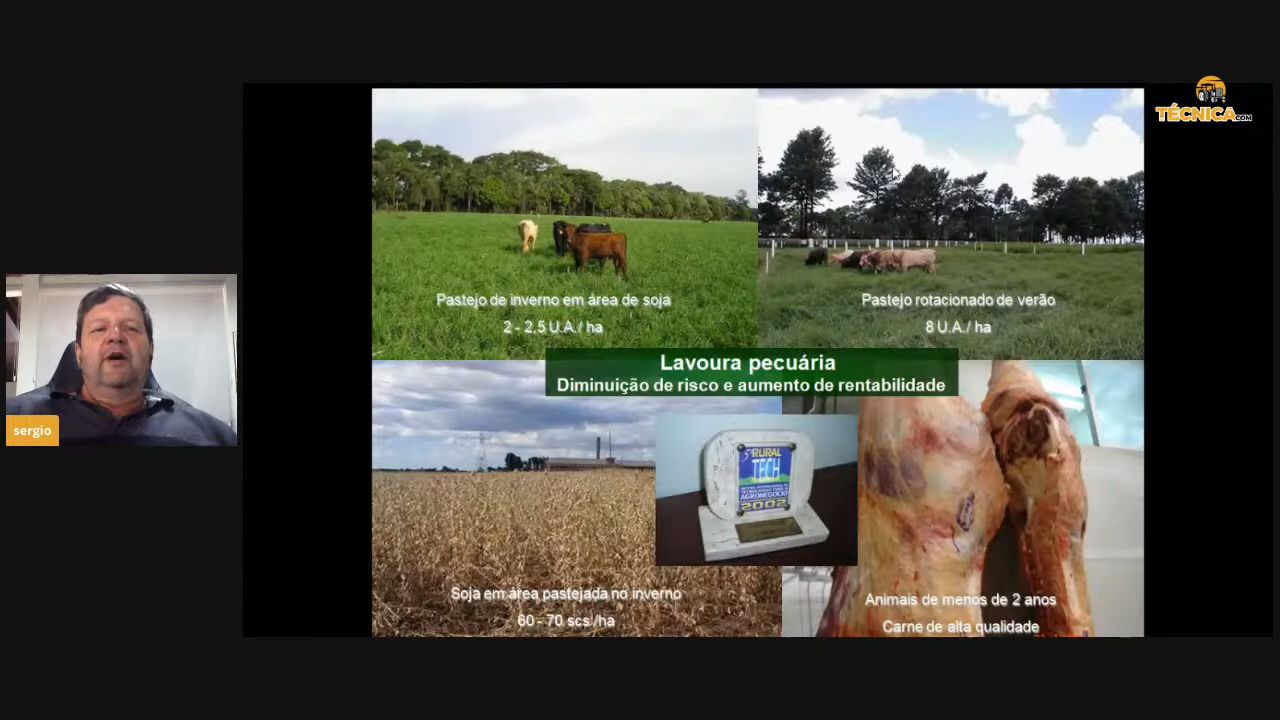 TÉCNICA.COM
Pastejo de inverno em área de soja
2 - 2,5 U.A./ ha
Pastejo rotacionado de verão
8 U.A./ ha
Lavoura pecuária
Diminuição de risco e aumento de rentabilidade
sergio
RURAL
TECH
AGRONEGÓCIO
2002
Soja em área pastejada no inverno
60 - 70 scs./ha
Animais de menos de 2 anos
Carne de alta qualidade